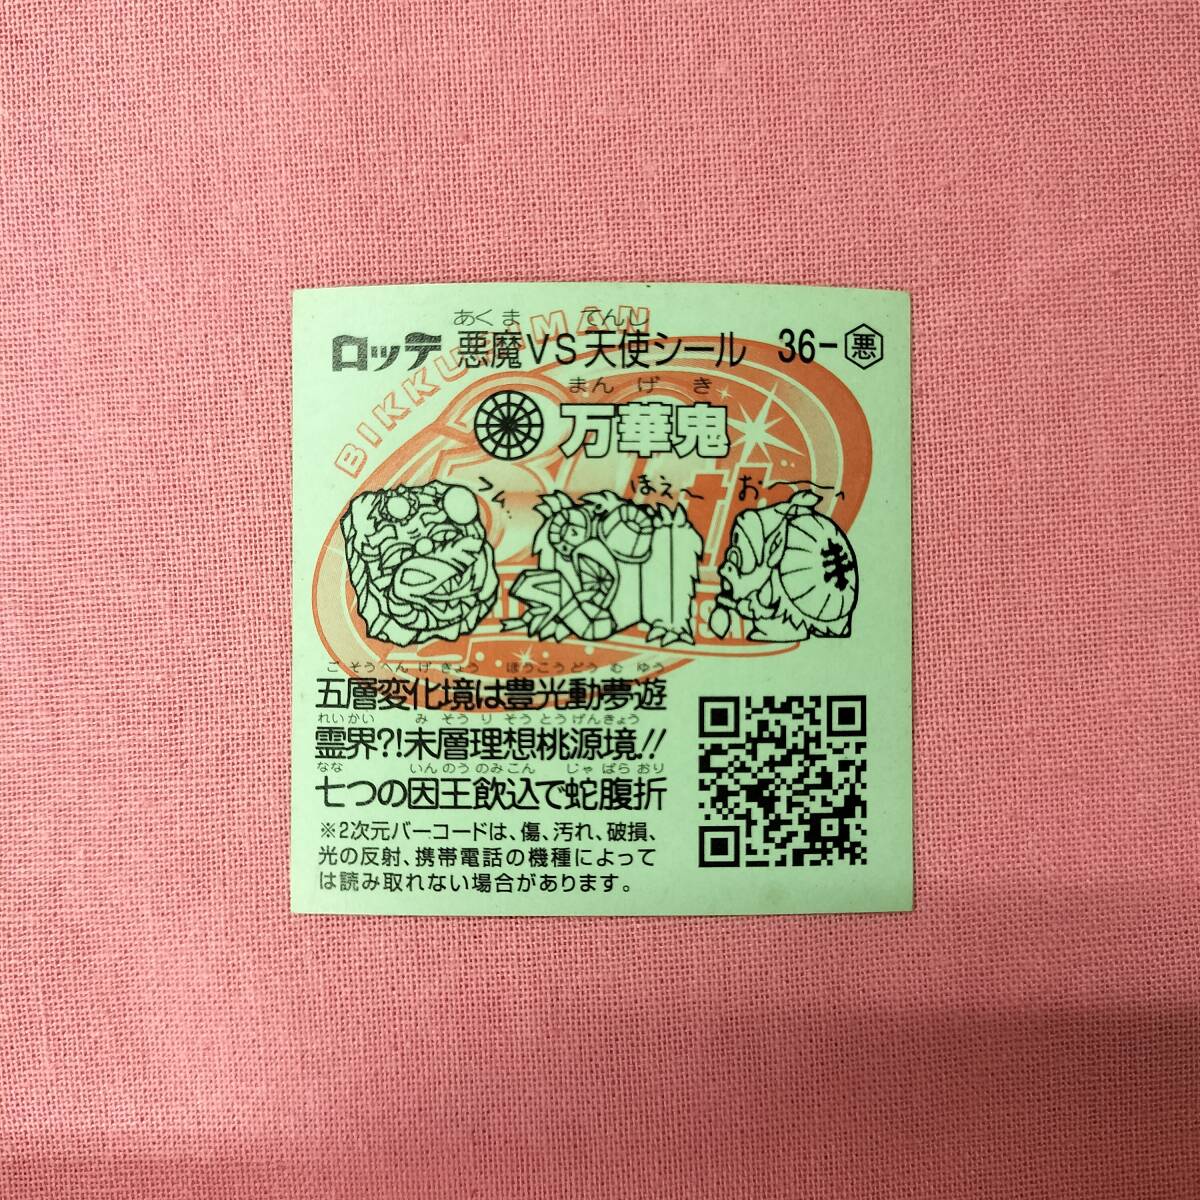 BIKKURIMAN
あくま てんし
ロッテ 悪魔VS天使シール 36-悪
まんげき
万華鬼
フム..
ほぇ〜
お〜
30th
ごそうへんげきょう ほうこうどうむゆう
五層変化境は豊光動夢遊
れいかい みそうりそうとうげんきょう
霊界?!未層理想桃源境!!
なな いんのうのみこん じゃばらおり
七つの因王飲込で蛇腹折
※2次元バーコードは、傷、汚れ、破損、
光の反射、携帯電話の機種によって
は読み取れない場合があります。